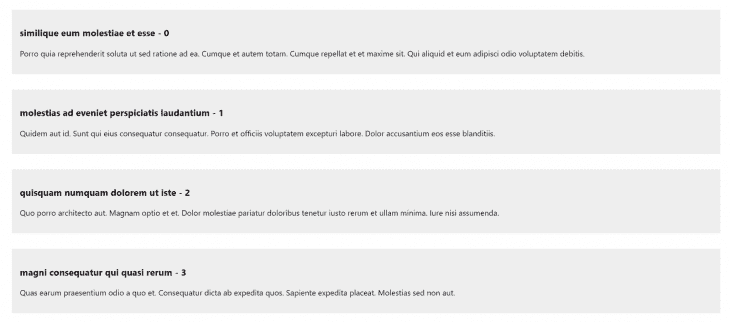 similique eum molestiae et esse - 0
Porro quia reprehenderit soluta ut sed ratione ad ea. Cumque et autem totam. Cumque repellat et et maxime sit. Qui aliquid et eum adipisci odio voluptatem debitis.
molestias ad eveniet perspiciatis laudantium - 1
Quidem aut id. Sunt qui eius consequatur consequatur. Porro et officiis voluptatem excepturi labore. Dolor accusantium eos esse blanditiis.
quisquam numquam dolorem ut iste - 2
Quo porro architecto aut. Magnam optio et et. Dolor molestiae pariatur doloribus tenetur iusto rerum et ullam minima. Iure nisi assumenda.
magni consequatur qui quasi rerum - 3
Quas earum praesentium odio a quo et. Consequatur dicta ab expedita quos. Sapiente expedita placeat. Molestias sed non aut.